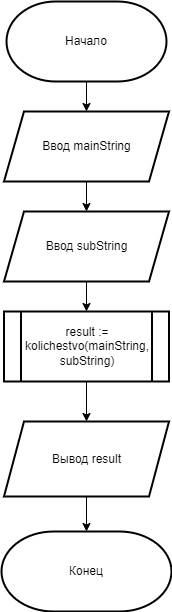 Начало
Ввод mainString
Ввод subString
result :=
kolichestvo(mainString,
subString)
Вывод result
Конец